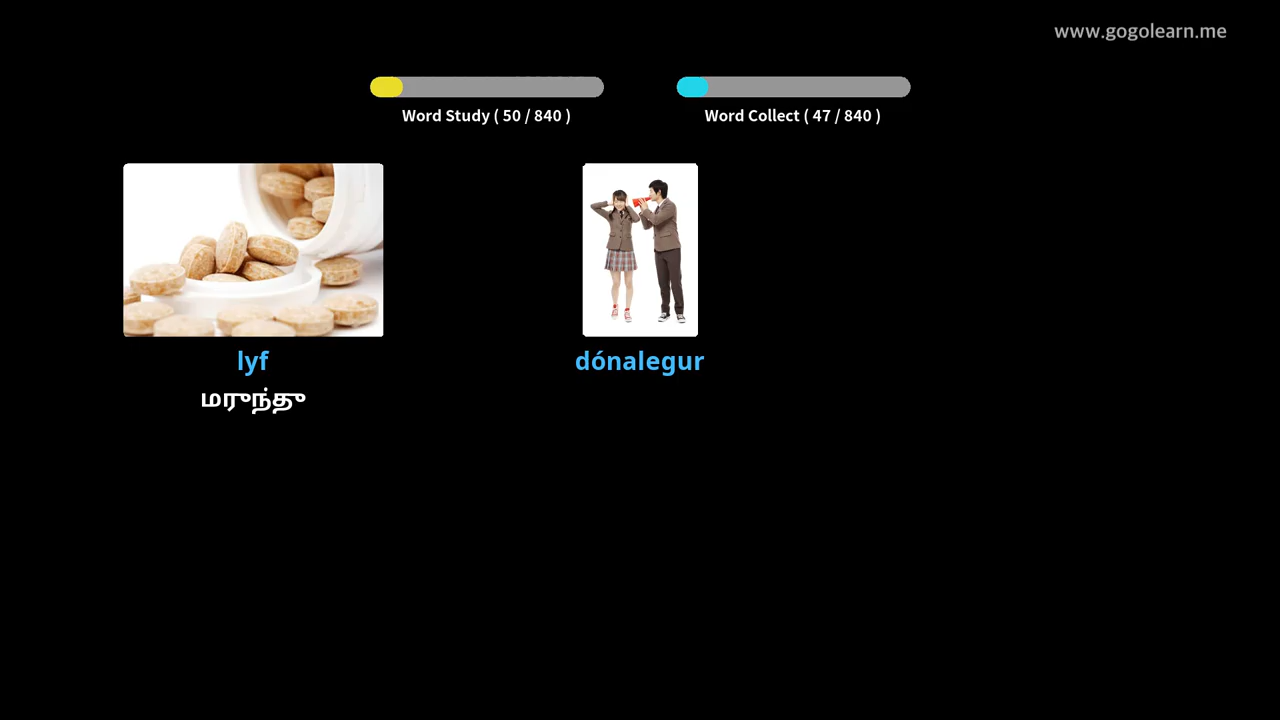 www.gogolearn.me
Word Study ( 50 / 840 )
Word Collect ( 47 / 840 )
lyf
dónalegur
மருந்து